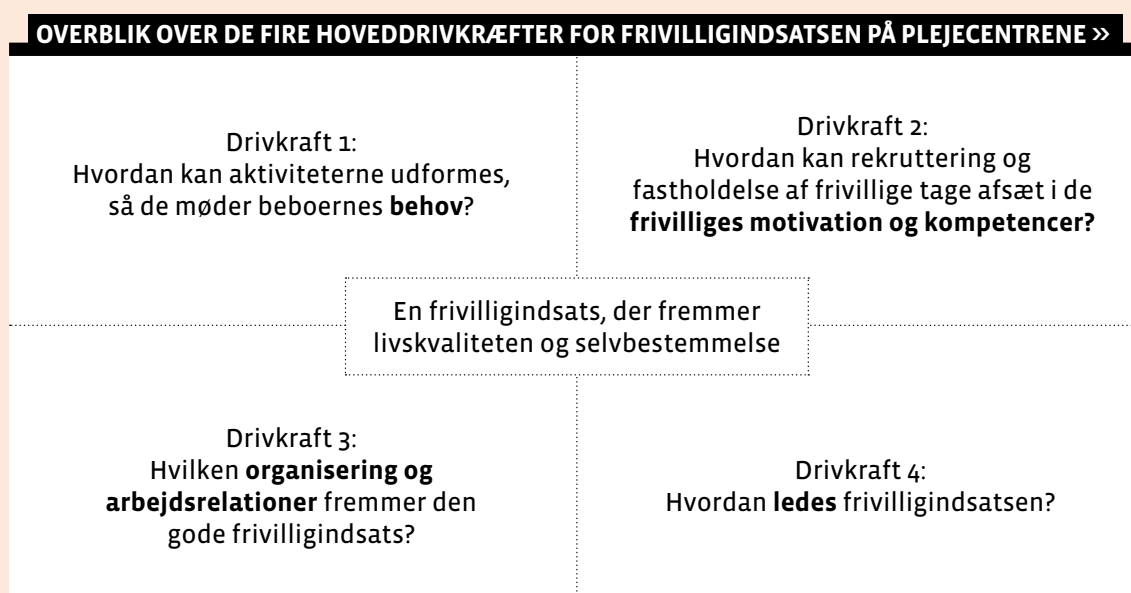 OVERBLIK OVER DE FIRE HOVEDDRIVKRÆFTER FOR FRIVILLIGINDSATSEN PÅ PLEJECENTRENE »
Drivkraft 1:
Hvordan kan aktiviteterne udformes,
så de møder beboernes behov?
Drivkraft 2:
Hvordan kan rekruttering og
fastholdelse af frivillige tage afsæt i de
frivilliges motivation og kompetencer?
En frivilligindsats, der fremmer
livskvaliteten og selvbestemmelse
Drivkraft 3:
Hvilken organisering og
arbejdsrelationer fremmer den
gode frivilligindsats?
Drivkraft 4:
Hvordan ledes frivilligindsatsen?